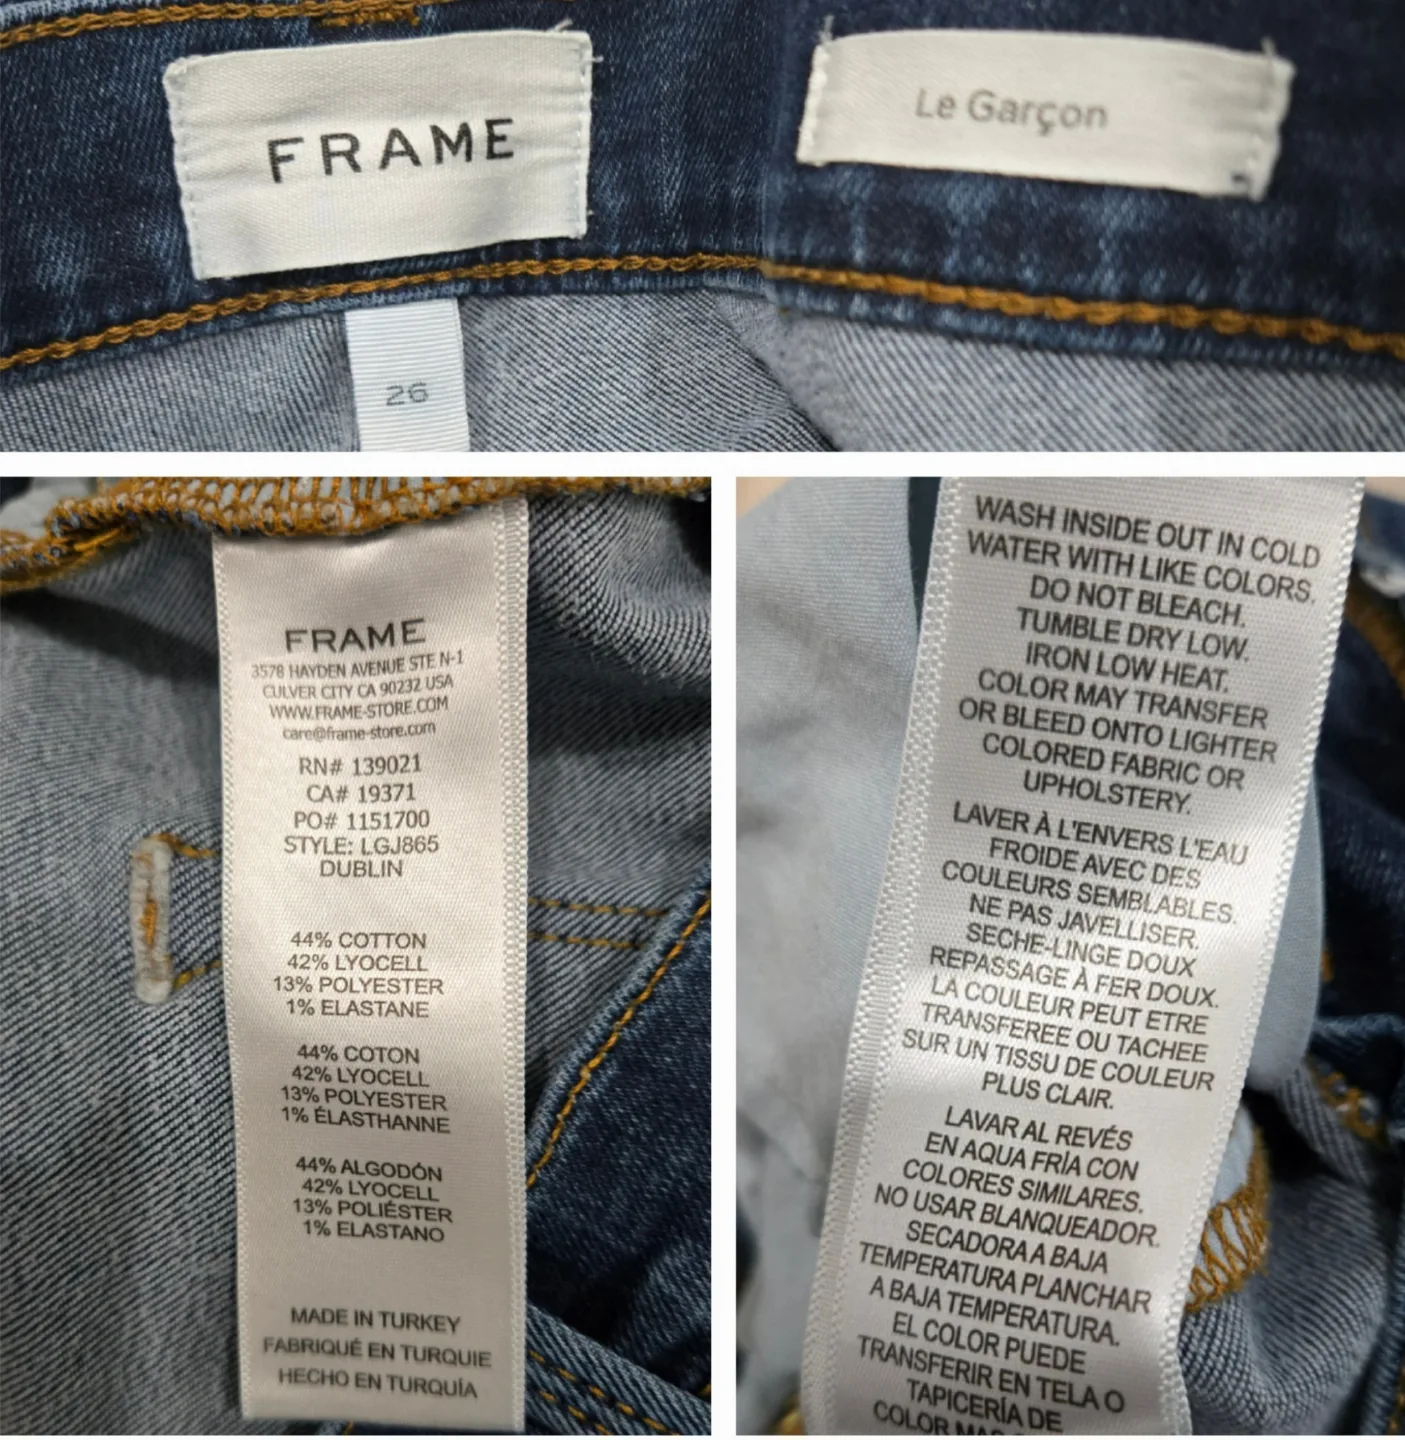 FRAME
26
Le Garçon
FRAME
3578 HAYDEN AVENUE STE N-1
CULVER CITY CA 90232 USA
WWW.FRAME-STORE.COM
care@frame-store.com
RN# 139021
CA# 19371
PO# 1151700
STYLE: LGJ865
DUBLIN
44% COTTON
42% LYOCELL
13% POLYESTER
1% ELASTANE
44% COTON
42% LYOCELL
13% POLYESTER
1% ÉLASTHANNE
44% ALGODÓN
42% LYOCELL
13% POLIÉSTER
1% ELASTANO
MADE IN TURKEY
FABRIQUÉ EN TURQUIE
HECHO EN TURQUÍA
WASH INSIDE OUT IN COLD
WATER WITH LIKE COLORS.
DO NOT BLEACH.
TUMBLE DRY LOW.
IRON LOW HEAT.
COLOR MAY TRANSFER
OR BLEED ONTO LIGHTER
COLORED FABRIC OR
UPHOLSTERY.
LAVER À L'ENVERS L'EAU
FROIDE AVEC DES
COULEURS SEMBLABLES.
NE PAS JAVELLISER.
SECHE-LINGE DOUX
REPASSAGE À FER DOUX.
LA COULEUR PEUT ETRE
TRANSFEREE OU TACHEE
SUR UN TISSU DE COULEUR
PLUS CLAIR.
LAVAR AL REVÉS
EN AQUA FRÍA CON
COLORES SIMILARES.
NO USAR BLANQUEADOR.
SECADORA A BAJA
TEMPERATURA PLANCHAR
A BAJA TEMPERATURA.
EL COLOR PUEDE
TRANSFERIR EN TELA O
TAPICERÍA DE
COLOR